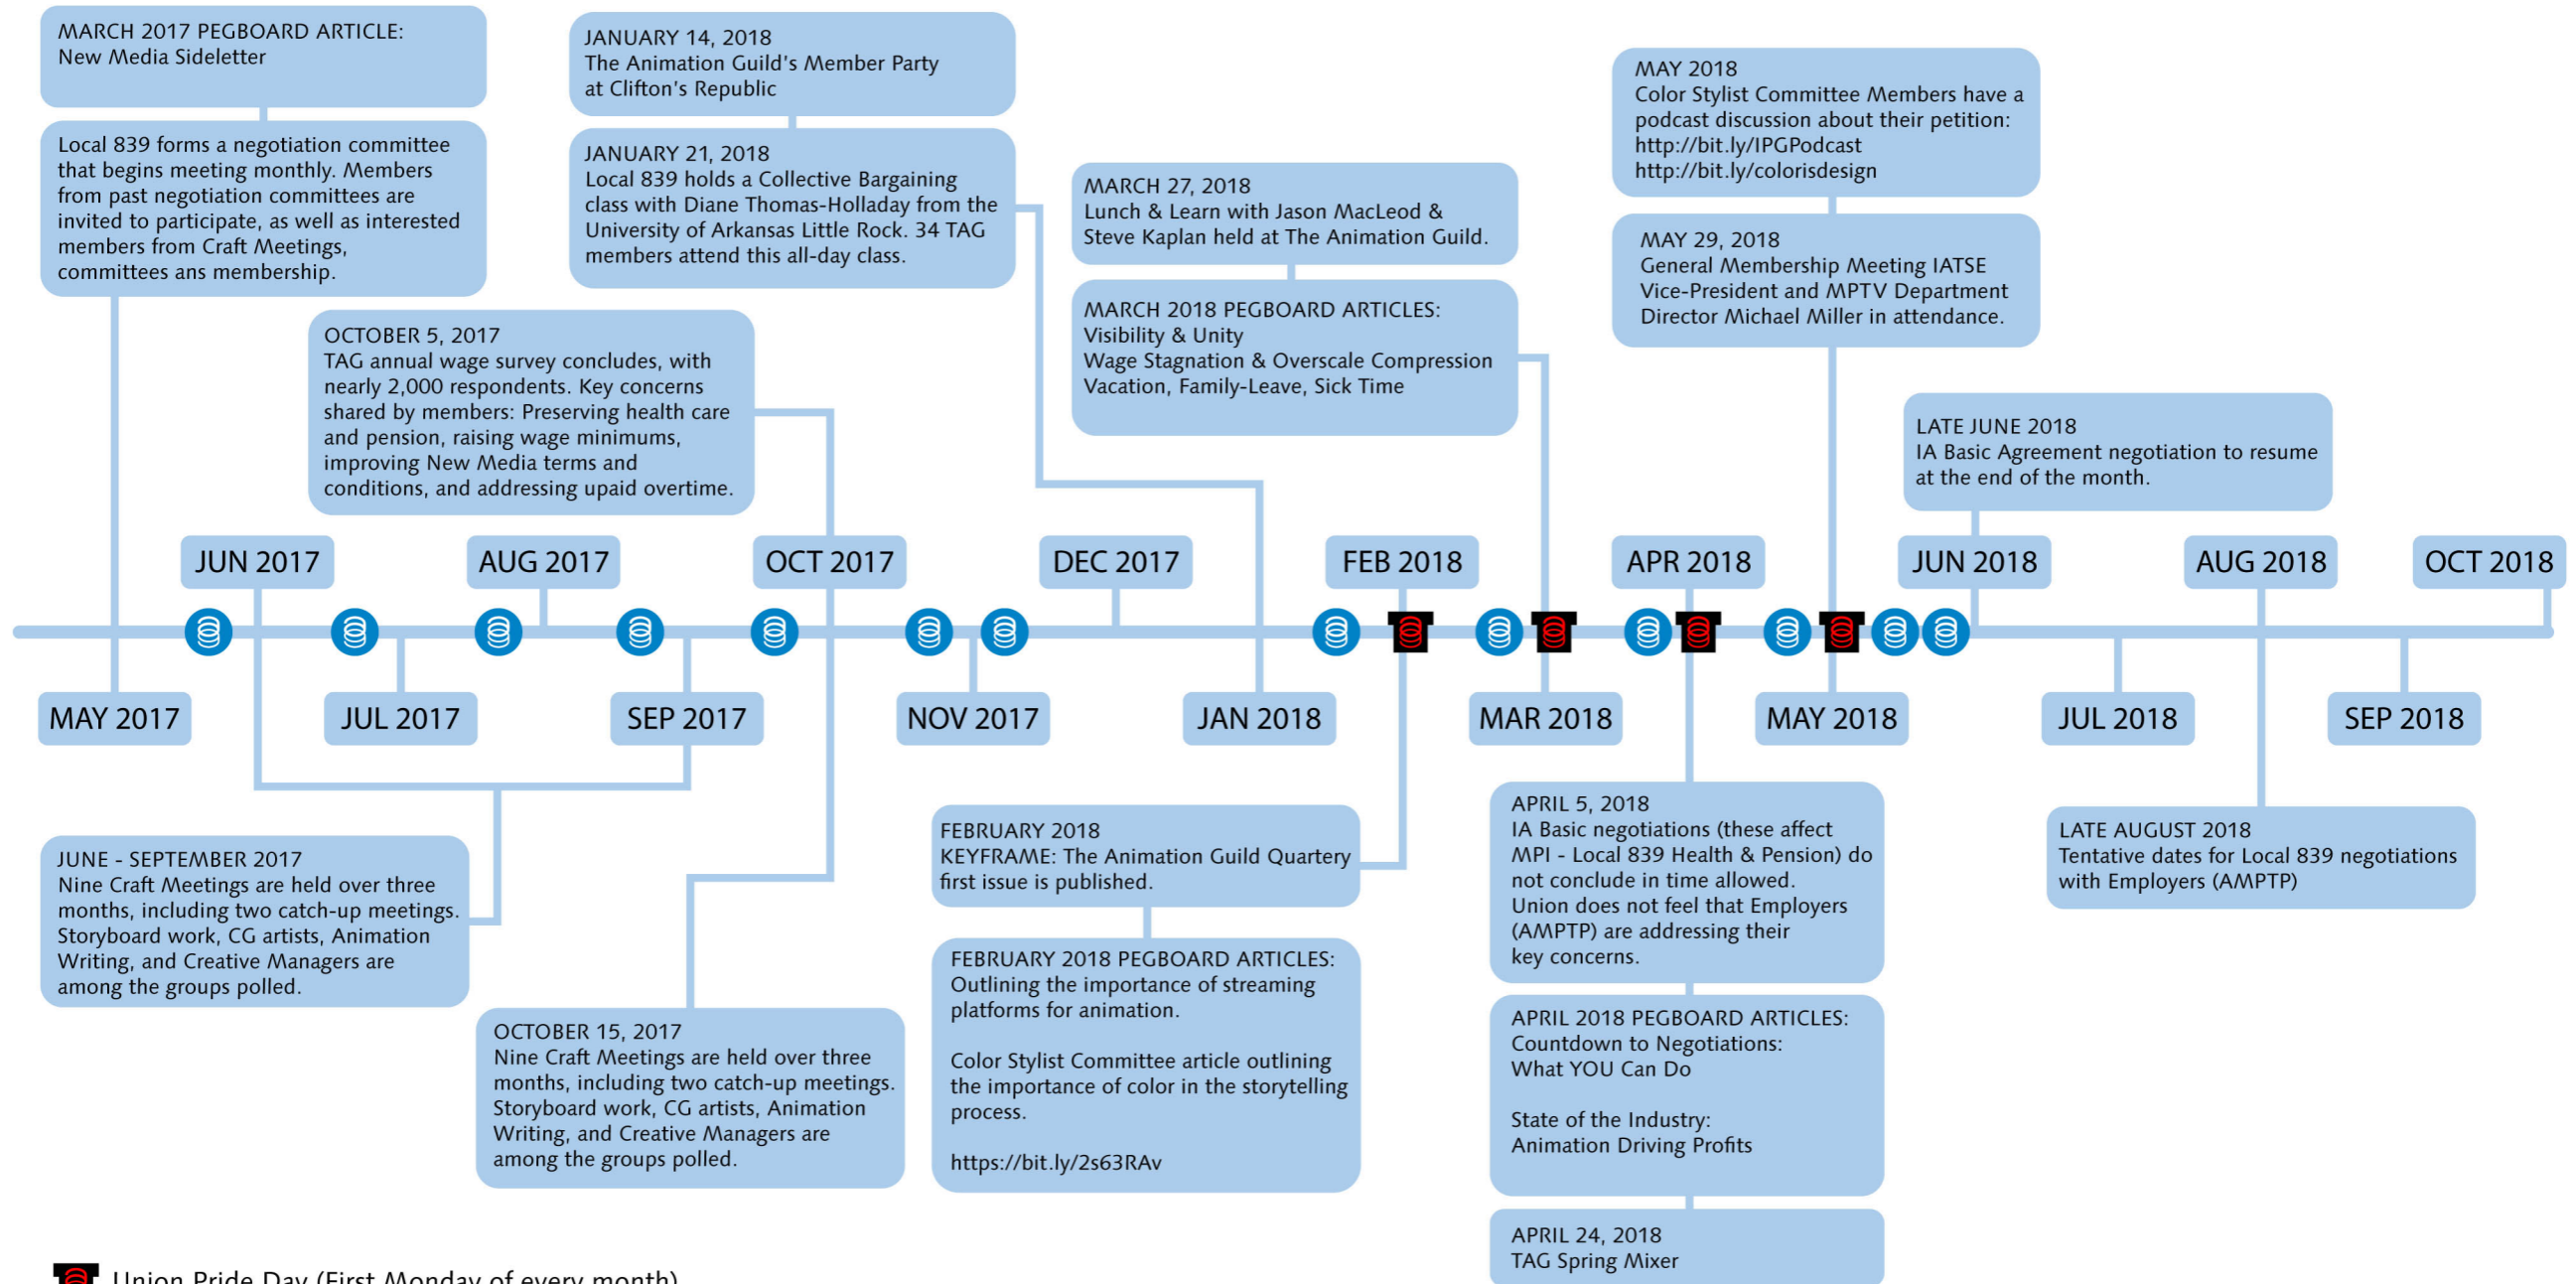 MARCH 2017 PEGBOARD ARTICLE:
New Media Sideletter
Local 839 forms a negotiation committee
that begins meeting monthly. Members
from past negotiation committees are
invited to participate, as well as interested
members from Craft Meetings,
committees ans membership.
OCTOBER 5, 2017
TAG annual wage survey concludes, with
nearly 2,000 respondents. Key concerns
shared by members: Preserving health care
and pension, raising wage minimums,
improving New Media terms and
conditions, and addressing upaid overtime.
JANUARY 14, 2018
The Animation Guild's Member Party
at Clifton's Republic
JANUARY 21, 2018
Local 839 holds a Collective Bargaining
class with Diane Thomas-Holladay from the
University of Arkansas Little Rock. 34 TAG
members attend this all-day class.
MARCH 27, 2018
Lunch & Learn with Jason MacLeod &
Steve Kaplan held at The Animation Guild.
MARCH 2018 PEGBOARD ARTICLES:
Visibility & Unity
Wage Stagnation & Overscale Compression
Vacation, Family-Leave, Sick Time
MAY 2018
Color Stylist Committee Members have a
podcast discussion about their petition:
http://bit.ly/IPGPodcast
http://bit.ly/colorisdesign
MAY 29, 2018
General Membership Meeting IATSE
Vice-President and MPTV Department
Director Michael Miller in attendance.
LATE JUNE 2018
IA Basic Agreement negotiation to resume
at the end of the month.
JUN 2017
AUG 2017
OCT 2017
DEC 2017
FEB 2018
APR 2018
JUN 2018
AUG 2018
OCT 2018
MAY 2017
JUL 2017
SEP 2017
NOV 2017
JAN 2018
MAR 2018
MAY 2018
JUL 2018
SEP 2018
JUNE - SEPTEMBER 2017
Nine Craft Meetings are held over three
months, including two catch-up meetings.
Storyboard work, CG artists, Animation
Writing, and Creative Managers are
among the groups polled.
OCTOBER 15, 2017
Nine Craft Meetings are held over three
months, including two catch-up meetings.
Storyboard work, CG artists, Animation
Writing, and Creative Managers are
among the groups polled.
FEBRUARY 2018
KEYFRAME: The Animation Guild Quartery
first issue is published.
FEBRUARY 2018 PEGBOARD ARTICLES:
Outlining the importance of streaming
platforms for animation.
Color Stylist Committee article outlining
the importance of color in the storytelling
process.
https://bit.ly/2s63RAv
APRIL 5, 2018
IA Basic negotiations (these affect
MPI - Local 839 Health & Pension) do
not conclude in time allowed.
Union does not feel that Employers
(AMPTP) are addressing their
key concerns.
APRIL 2018 PEGBOARD ARTICLES:
Countdown to Negotiations:
What YOU Can Do
State of the Industry:
Animation Driving Profits
APRIL 24, 2018
TAG Spring Mixer
LATE AUGUST 2018
Tentative dates for Local 839 negotiations
with Employers (AMPTP)
Union Pride Day (First Monday of every month)